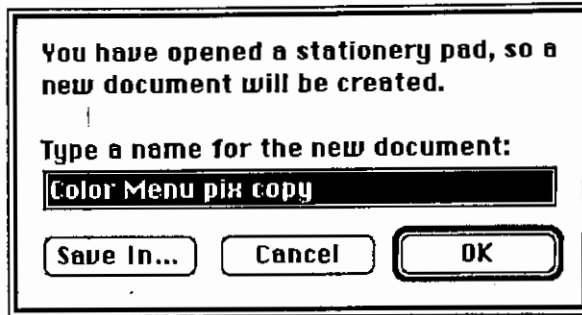 You have opened a stationery pad, so a
new document will be created.
Type a name for the new document:
Color Menu pix copy
Save In...
Cancel
OK